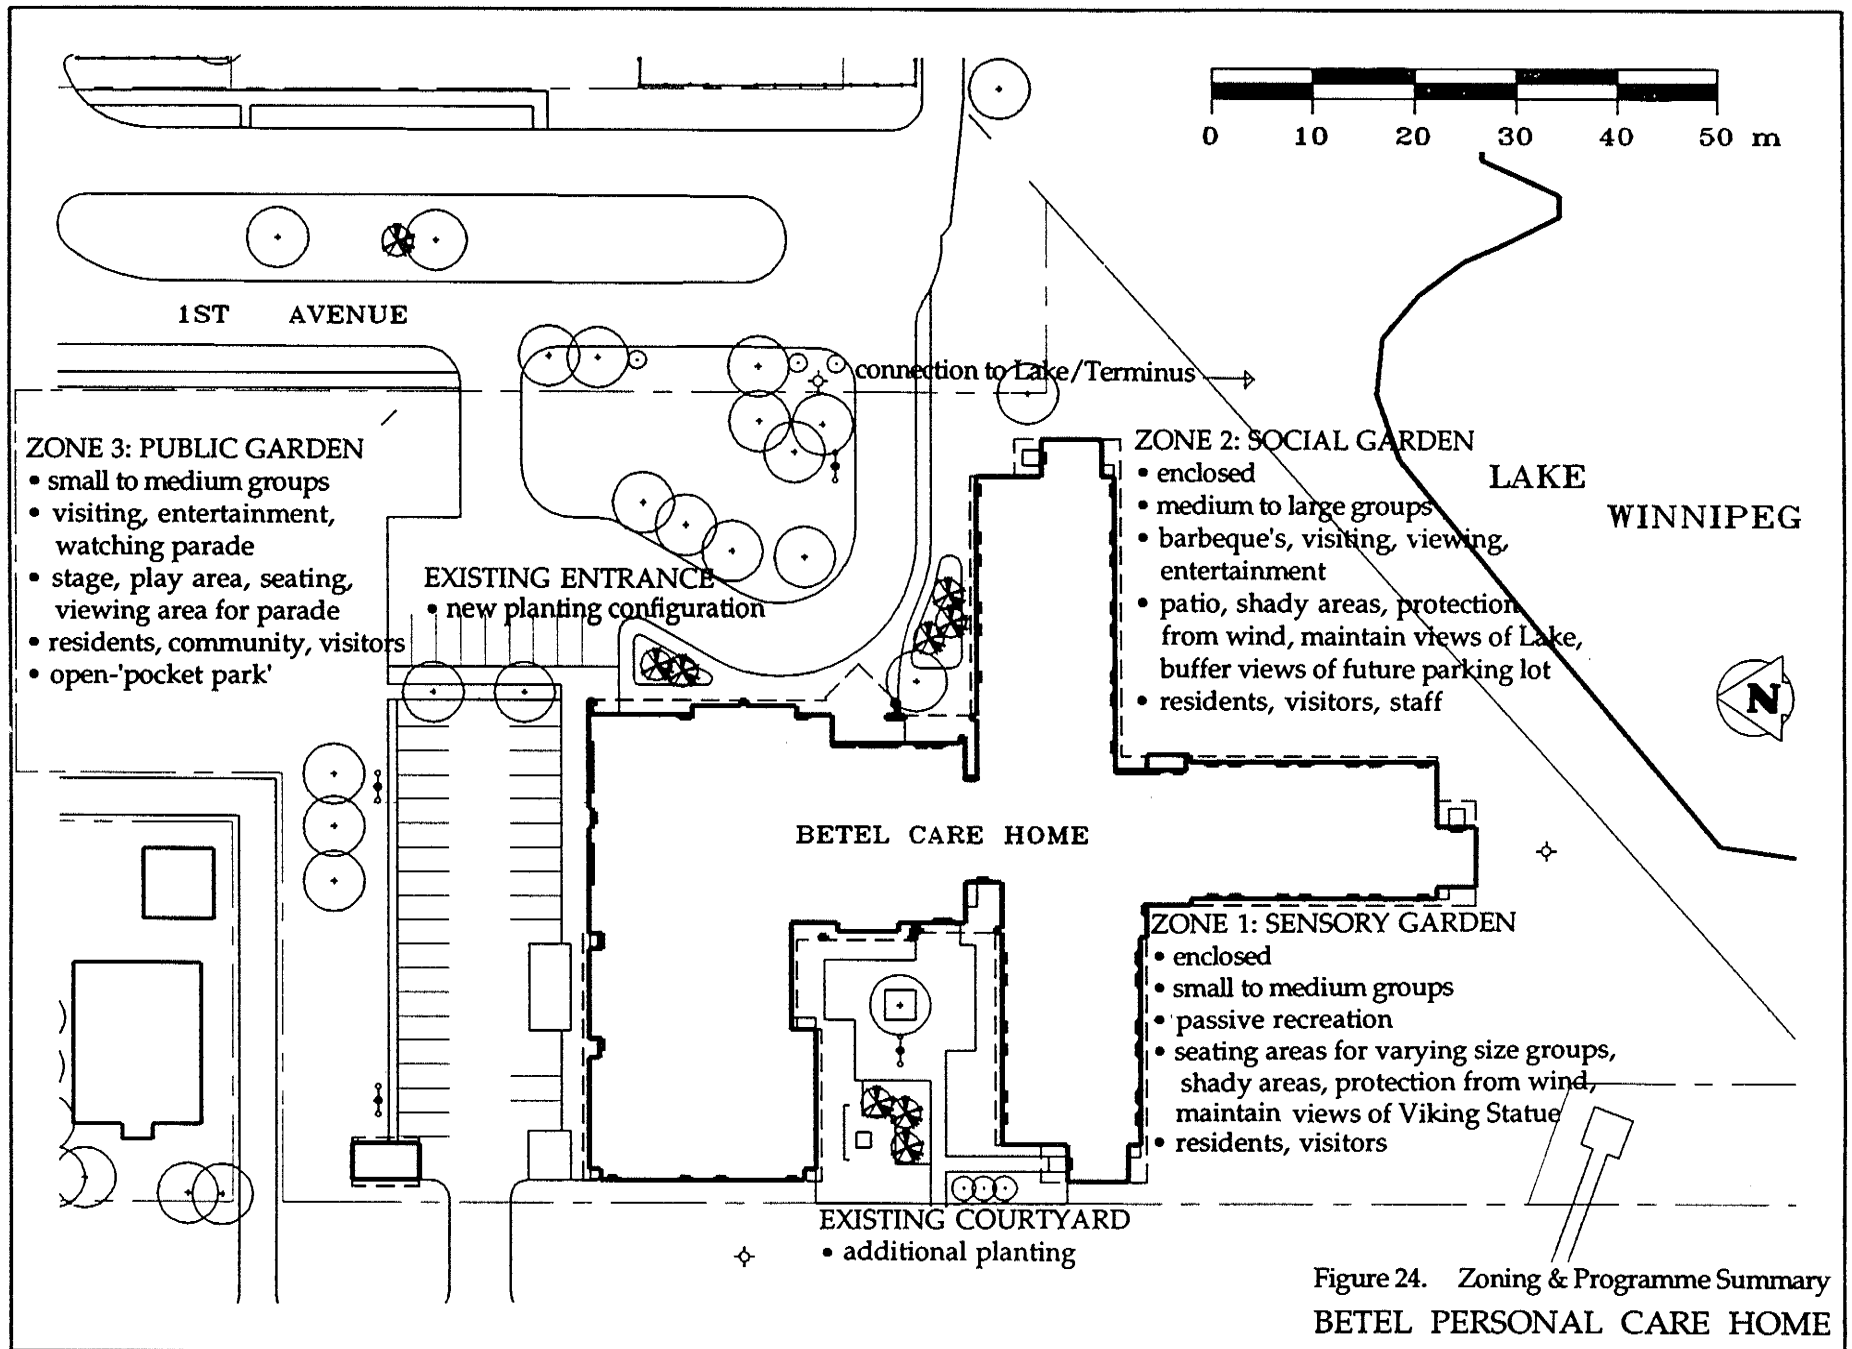 0 10 20 30 40 50 m
1ST AVENUE
connection to Lake/Terminus
ZONE 3: PUBLIC GARDEN
• small to medium groups
• visiting, entertainment,
watching parade
• stage, play area, seating,
viewing area for parade
• residents, community, visitors
• open-'pocket park'
EXISTING ENTRANCE
• new planting configuration
ZONE 2: SOCIAL GARDEN
• enclosed
• medium to large groups
• barbeque's, visiting, viewing,
entertainment
• patio, shady areas, protection
from wind, maintain views of Lake,
buffer views of future parking lot
• residents, visitors, staff
LAKE
WINNIPEG
N
BETEL CARE HOME
ZONE 1: SENSORY GARDEN
• enclosed
• small to medium groups
• passive recreation
• seating areas for varying size groups,
shady areas, protection from wind,
maintain views of Viking Statue
• residents, visitors
EXISTING COURTYARD
• additional planting
Figure 24. Zoning & Programme Summary
BETEL PERSONAL CARE HOME